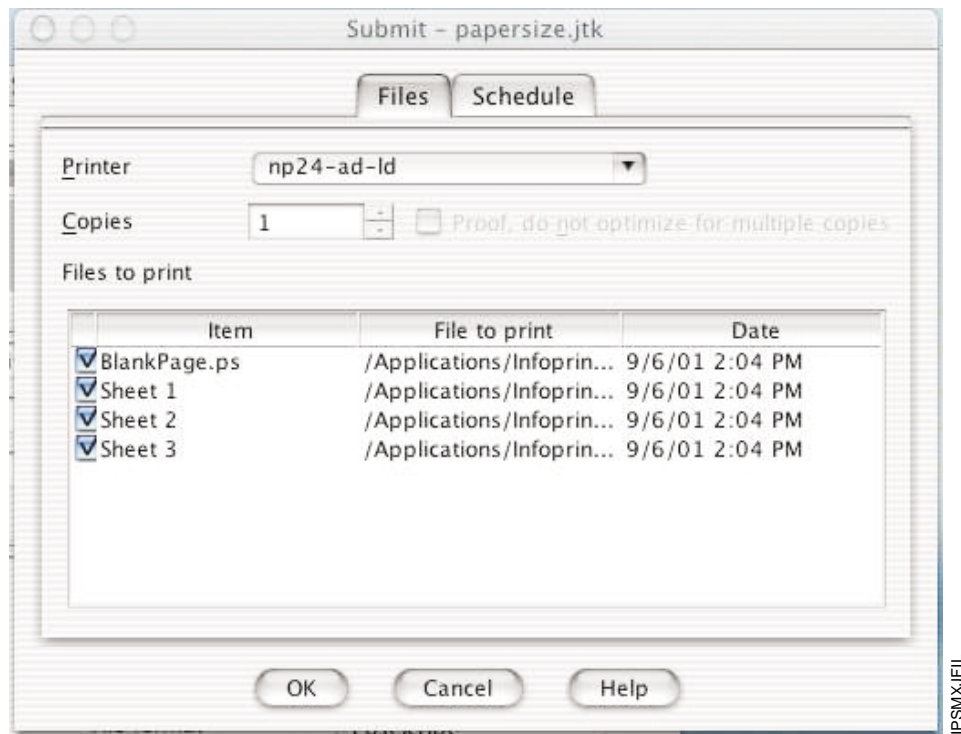 Submit - papersize.jtk
Files Schedule
Printer np24-ad-ld
Copies 1 Proof, do not optimize for multiple copies
Files to print
Item File to print Date
BlankPage.ps /Applications/Infoprin... 9/6/01 2:04 PM
Sheet 1 /Applications/Infoprin... 9/6/01 2:04 PM
Sheet 2 /Applications/Infoprin... 9/6/01 2:04 PM
Sheet 3 /Applications/Infoprin... 9/6/01 2:04 PM
OK Cancel Help